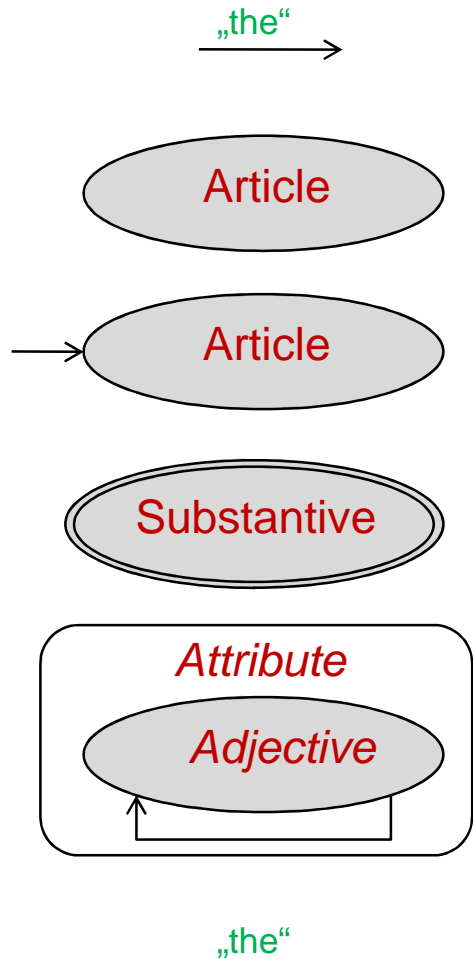 „the“
Article
Article
Substantive
Attribute
Adjective
„the“